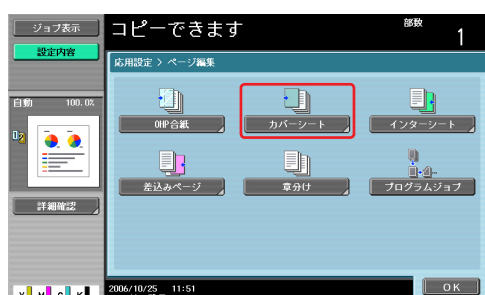 ジョブ表示
設定内容
コピーできます
部数
1
応用設定 > ページ編集
自動 100.0%
OHP合紙
カバーシート
インターシート
差込みページ
章分け
プログラムジョブ
詳細確認
Y M C K
2006/10/25 11:51
OK